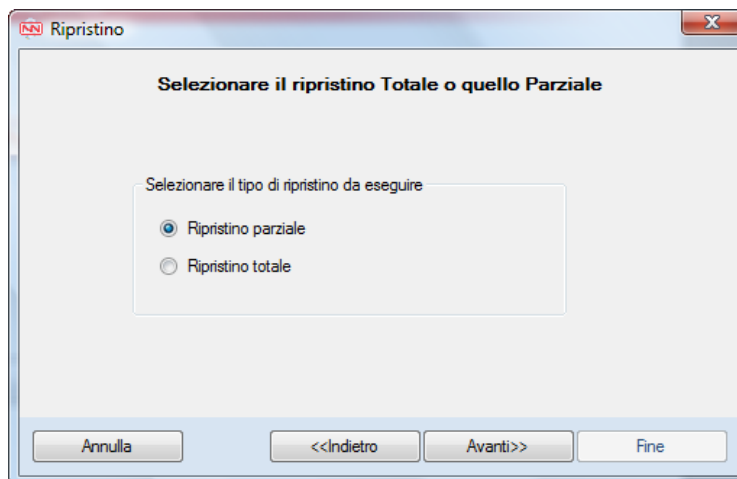 NN Ripristino
Selezionare il ripristino Totale o quello Parziale
Selezionare il tipo di ripristino da eseguire
Ripristino parziale
Ripristino totale
Annulla
<<Indietro
Avanti>>
Fine